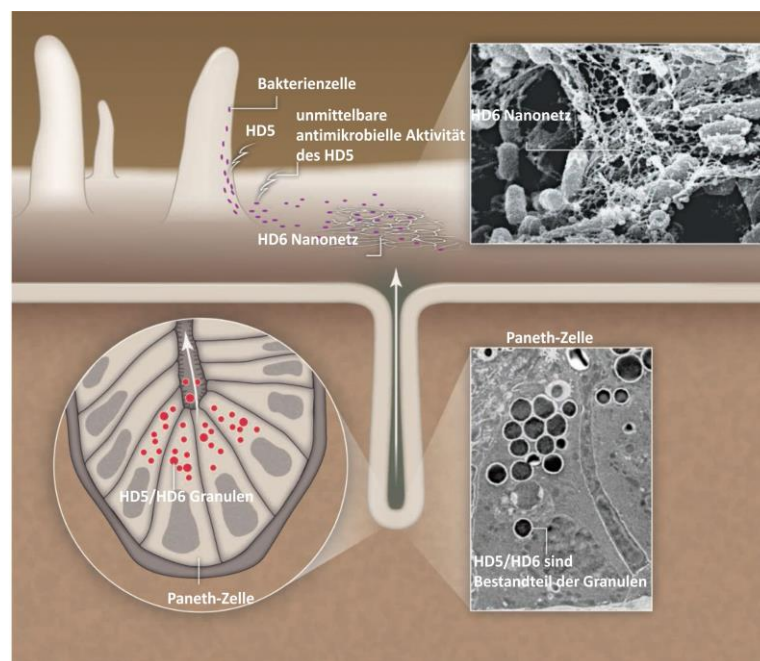 Bakterienzelle
HD5
unmittelbare
antimikrobielle Aktivität
des HD5
HD6 Nanonetz
HD6 Nanonetz
Paneth-Zelle
HD5/HD6 Granulen
Paneth-Zelle
HD5/HD6 sind
Bestandteil der Granulen